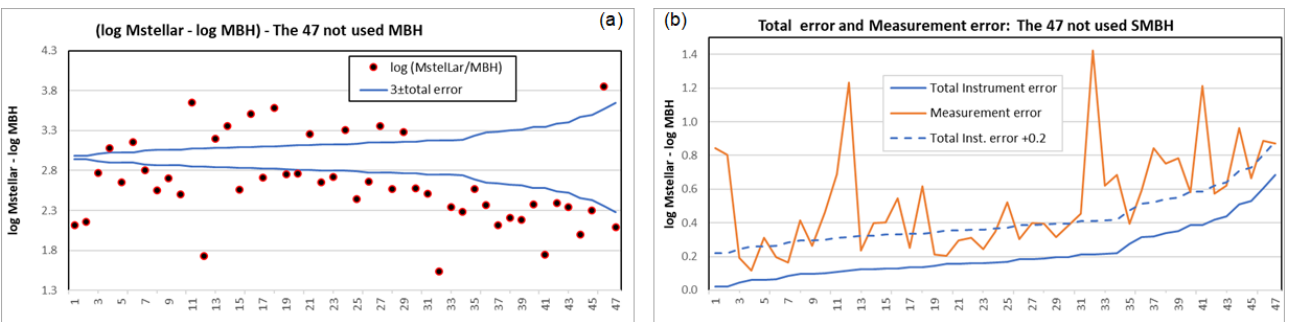 (log Mstellar - log MBH) - The 47 not used MBH
(a)
log Mstellar - log MBH
4.3
3.8
3.3
2.8
2.3
1.8
1.3
log (MstelLar/MBH)
3±total error
1 3 5 7 9 11 13 15 17 19 21 23 25 27 29 31 33 35 37 39 41 43 45 47
Total error and Measurement error: The 47 not used SMBH
(b)
log Mstellar - log MBH
1.4
1.2
1.0
0.8
0.6
0.4
0.2
0.0
Total Instrument error
Measurement error
Total Inst. error +0.2
1 3 5 7 9 11 13 15 17 19 21 23 25 27 29 31 33 35 37 39 41 43 45 47